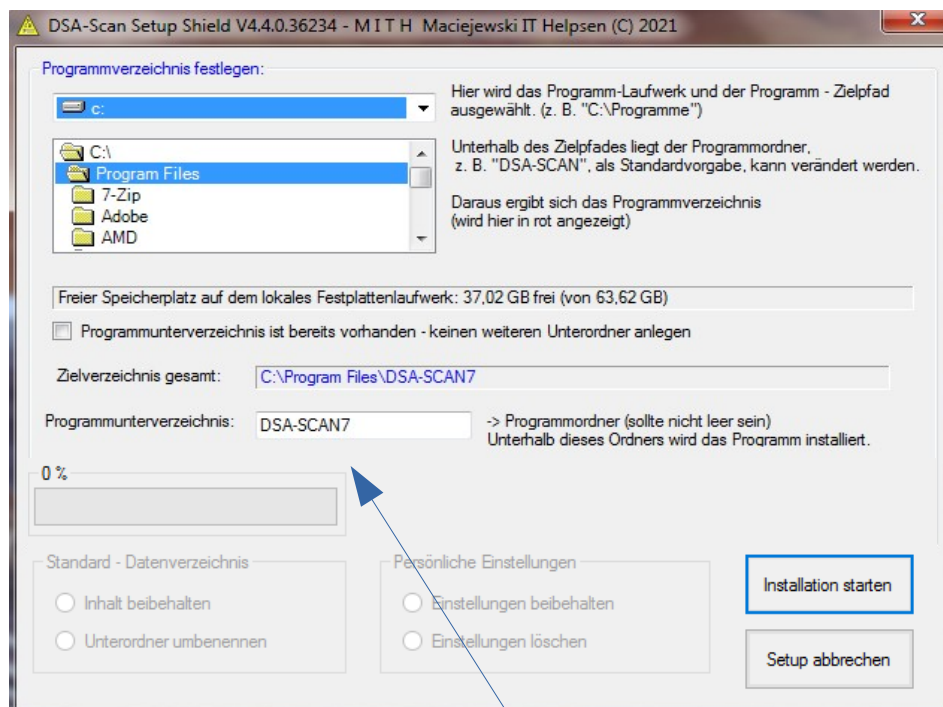 DSA-Scan Setup Shield V4.4.0.36234 - M I T H Maciejewski IT Helpsen (C) 2021
Programmverzeichnis festlegen:
c:
Hier wird das Programm-Laufwerk und der Programm - Zielpfad
ausgewählt. (z. B. "C:\Programme")
C:\
Program Files
7-Zip
Adobe
AMD
Unterhalb des Zielpfades liegt der Programmordner,
z. B. "DSA-SCAN", als Standardvorgabe, kann verändert werden.
Daraus ergibt sich das Programmverzeichnis
(wird hier in rot angezeigt)
Freier Speicherplatz auf dem lokales Festplattenlaufwerk: 37,02 GB frei (von 63,62 GB)
Programmunterverzeichnis ist bereits vorhanden - keinen weiteren Unterordner anlegen
Zielverzeichnis gesamt: C:\Program Files\DSA-SCAN7
Programmunterverzeichnis: DSA-SCAN7
-> Programmordner (sollte nicht leer sein)
Unterhalb dieses Ordners wird das Programm installiert.
0 %
Standard - Datenverzeichnis
Inhalt beibehalten
Unterordner umbenennen
Persönliche Einstellungen
Einstellungen beibehalten
Einstellungen löschen
Installation starten
Setup abbrechen